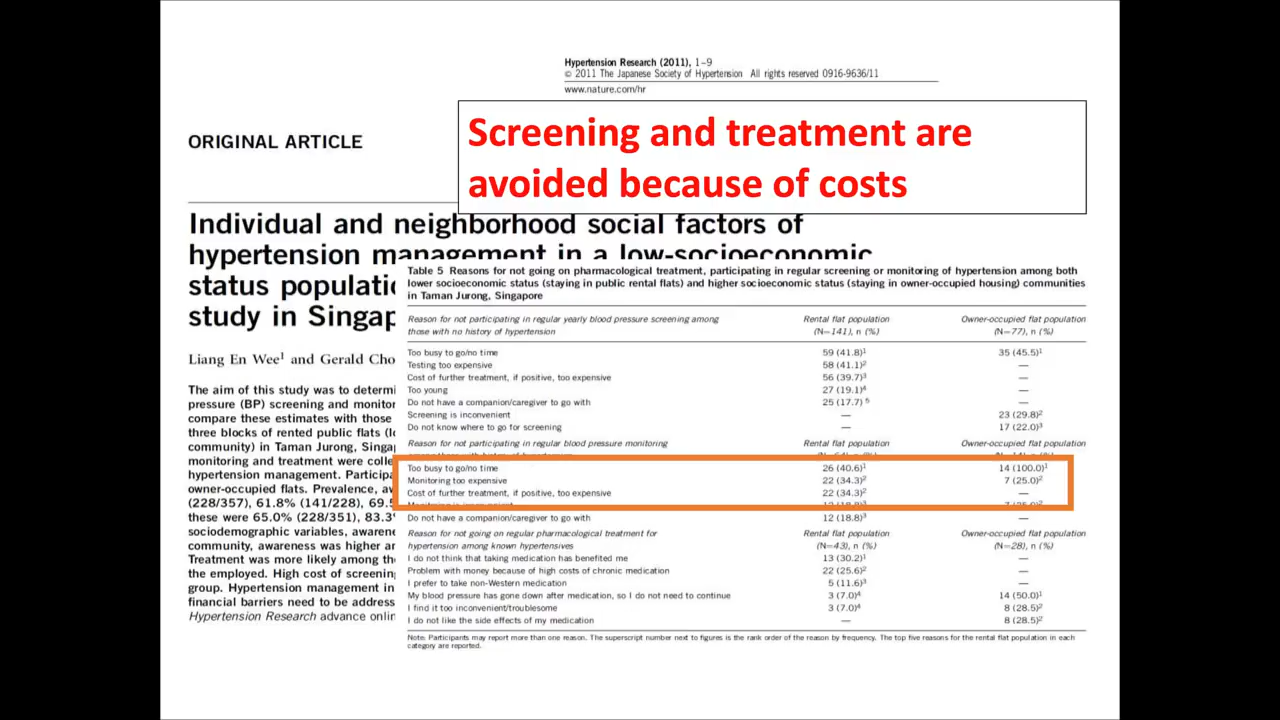 Hypertension Research (2011), 1–9
© 2011 The Japanese Society of Hypertension All rights reserved 0916-9636/11
www.nature.com/hr
Screening and treatment are
avoided because of costs
ORIGINAL ARTICLE
Individual and neighborhood social factors of
hypertension management in a low-socioeconomic
status populati
study in Singap
Liang En Wee¹ and Gerald Cho
The aim of this study was to determi
pressure (BP) screening and monitor
compare these estimates with those
three blocks of rented public flats (l
community) in Taman Jurong, Singa
monitoring and treatment were colle
hypertension management. Participa
owner-occupied flats. Prevalence, av
(228/357), 61.8% (141/228), 69.5
these were 65.0% (228/351), 83.3
sociodemographic variables, awaren
community, awareness was higher ar
Treatment was more likely among th
the employed. High cost of screenin
group. Hypertension management in
financial barriers need to be address
Hypertension Research advance onlin
Table 5 Reasons for not going on pharmacological treatment, participating in regular screening or monitoring of hypertension among both
lower socioeconomic status (staying in public rental flats) and higher socioeconomic status (staying in owner-occupied housing) communities
in Taman Jurong, Singapore
Reason for not participating in regular yearly blood pressure screening among Rental flat population Owner-occupied flat population
those with no history of hypertension (N=141), n (%) (N=77), n (%)
Too busy to go/no time 59 (41.8)¹ 35 (45.5)¹
Testing too expensive 58 (41.1)² —
Cost of further treatment, if positive, too expensive 56 (39.7)³ —
Too young 27 (19.1)⁴ —
Do not have a companion/caregiver to go with 25 (17.7) ⁵ —
Screening is inconvenient — 23 (29.8)²
Do not know where to go for screening — 17 (22.0)³
Reason for not participating in regular blood pressure monitoring Rental flat population Owner-occupied flat population
Too busy to go/no time 26 (40.6)¹ 14 (100.0)¹
Monitoring too expensive 22 (34.3)² 7 (25.0)²
Cost of further treatment, if positive, too expensive 22 (34.3)² —
Do not have a companion/caregiver to go with 12 (18.8)³ —
Reason for not going on regular pharmacological treatment for Rental flat population Owner-occupied flat population
hypertension among known hypertensives (N=43), n (%) (N=28), n (%)
I do not think that taking medication has benefited me 13 (30.2)¹ —
Problem with money because of high costs of chronic medication 22 (25.6)² —
I prefer to take non-Western medication 5 (11.6)³ —
My blood pressure has gone down after medication, so I do not need to continue 3 (7.0)⁴ 14 (50.0)¹
I find it too inconvenient/troublesome 3 (7.0)⁴ 8 (28.5)²
I do not like the side effects of my medication — 8 (28.5)²
Note: Participants may report more than one reason. The superscript number next to figures is the rank order of the reason by frequency. The top five reasons for the rental flat population in each
category are reported.